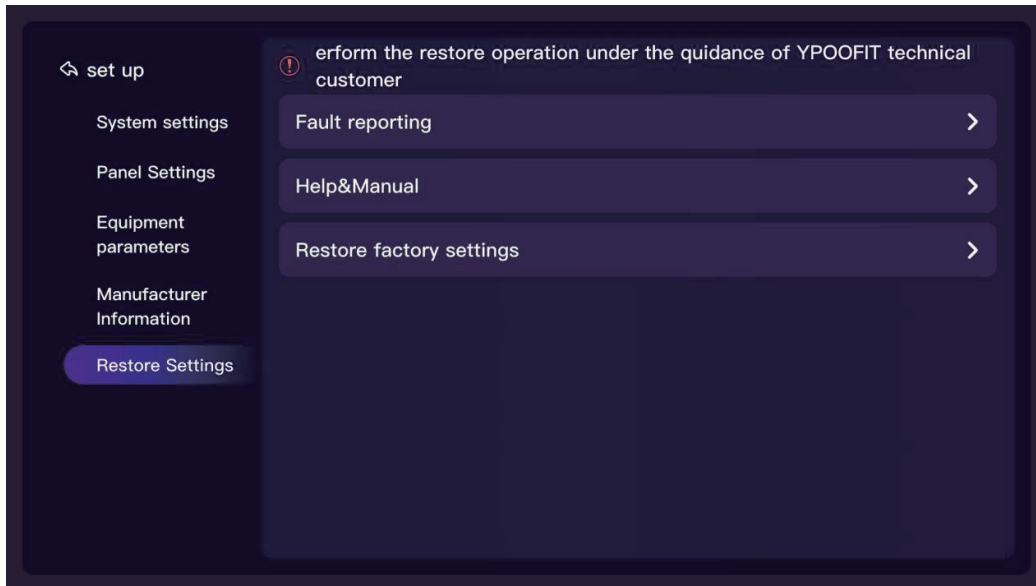 set up
System settings
Panel Settings
Equipment
parameters
Manufacturer
Information
Restore Settings
erform the restore operation under the quidance of YPOOFIT technical
customer
Fault reporting
Help&Manual
Restore factory settings